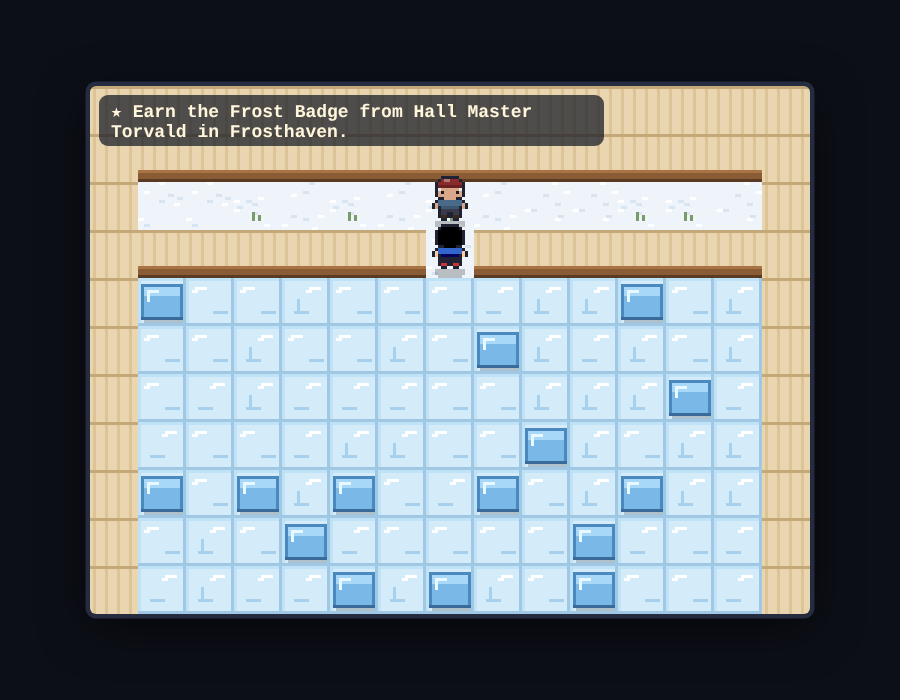 ★ Earn the Frost Badge from Hall Master
Torvald in Frosthaven.